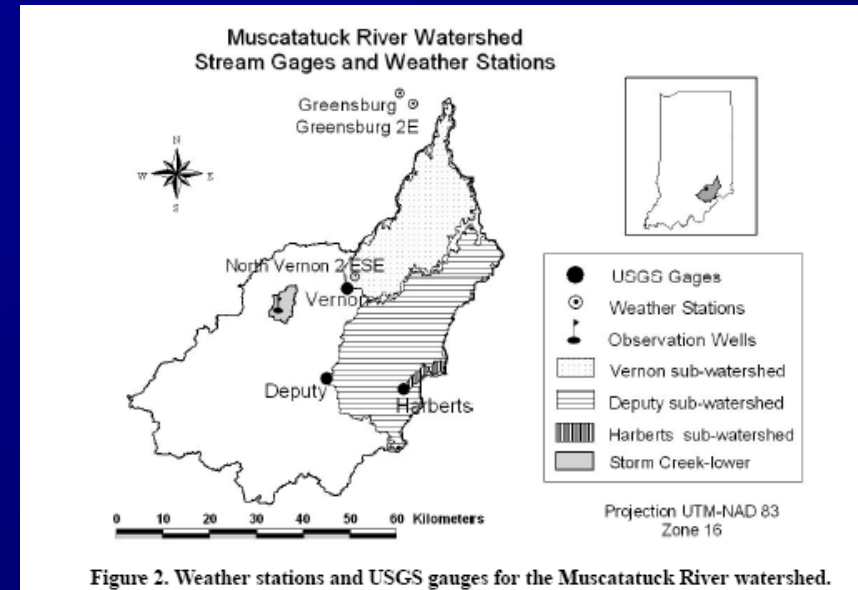 Muscatatuck River Watershed
Stream Gages and Weather Stations
Greensburg
Greensburg 2E
N
W
E
S
North Vernon 2 ESE
Vernon
Deputy
Harberts
USGS Gages
Weather Stations
Observation Wells
Vernon sub-watershed
Deputy sub-watershed
Harberts sub-watershed
Storm Creek-lower
0 10 20 30 40 50 60 Kilometers
Projection UTM-NAD 83
Zone 16
Figure 2. Weather stations and USGS gauges for the Muscatatuck River watershed.